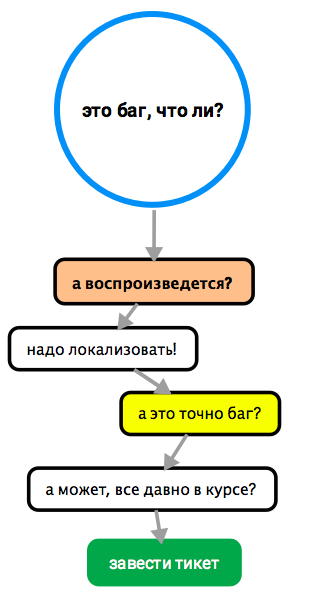 это баг, что ли?
а воспроизведется?
надо локализовать!
а это точно баг?
а может, все давно в курсе?
завести тикет